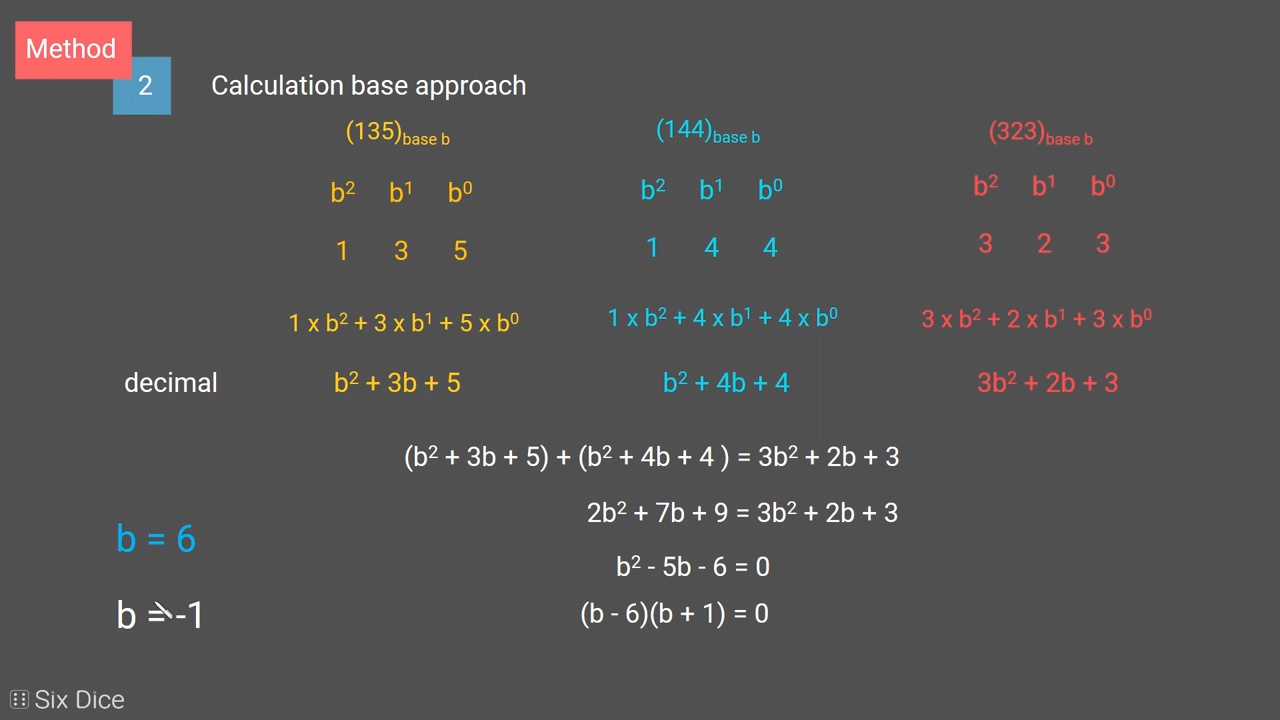 Method
2 Calculation base approach
(135)base b (144)base b (323)base b
b² b¹ b⁰ b² b¹ b⁰ b² b¹ b⁰
1 3 5 1 4 4 3 2 3
1 x b² + 3 x b¹ + 5 x b⁰ 1 x b² + 4 x b¹ + 4 x b⁰ 3 x b² + 2 x b¹ + 3 x b⁰
decimal b² + 3b + 5 b² + 4b + 4 3b² + 2b + 3
(b² + 3b + 5) + (b² + 4b + 4 ) = 3b² + 2b + 3
2b² + 7b + 9 = 3b² + 2b + 3
b = 6
b² - 5b - 6 = 0
b = -1 (b - 6)(b + 1) = 0
Six Dice